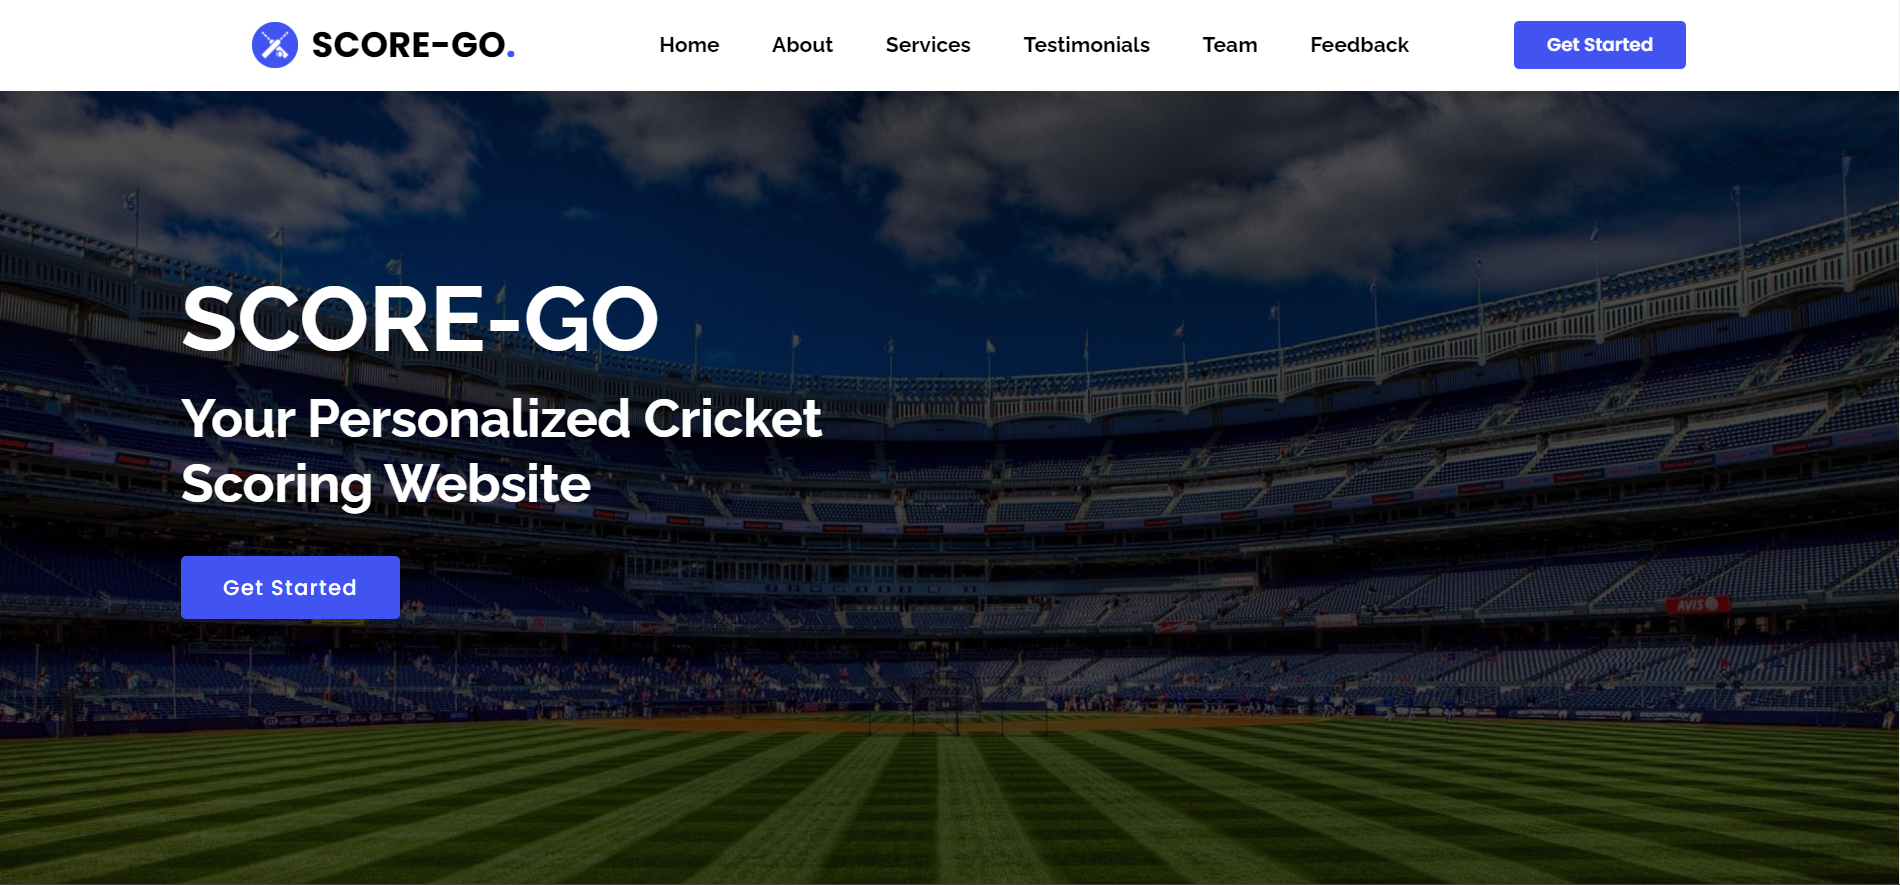 SCORE-GO.
Home
About
Services
Testimonials
Team
Feedback
Get Started
SCORE-GO
Your Personalized Cricket
Scoring Website
Get Started
AVIS